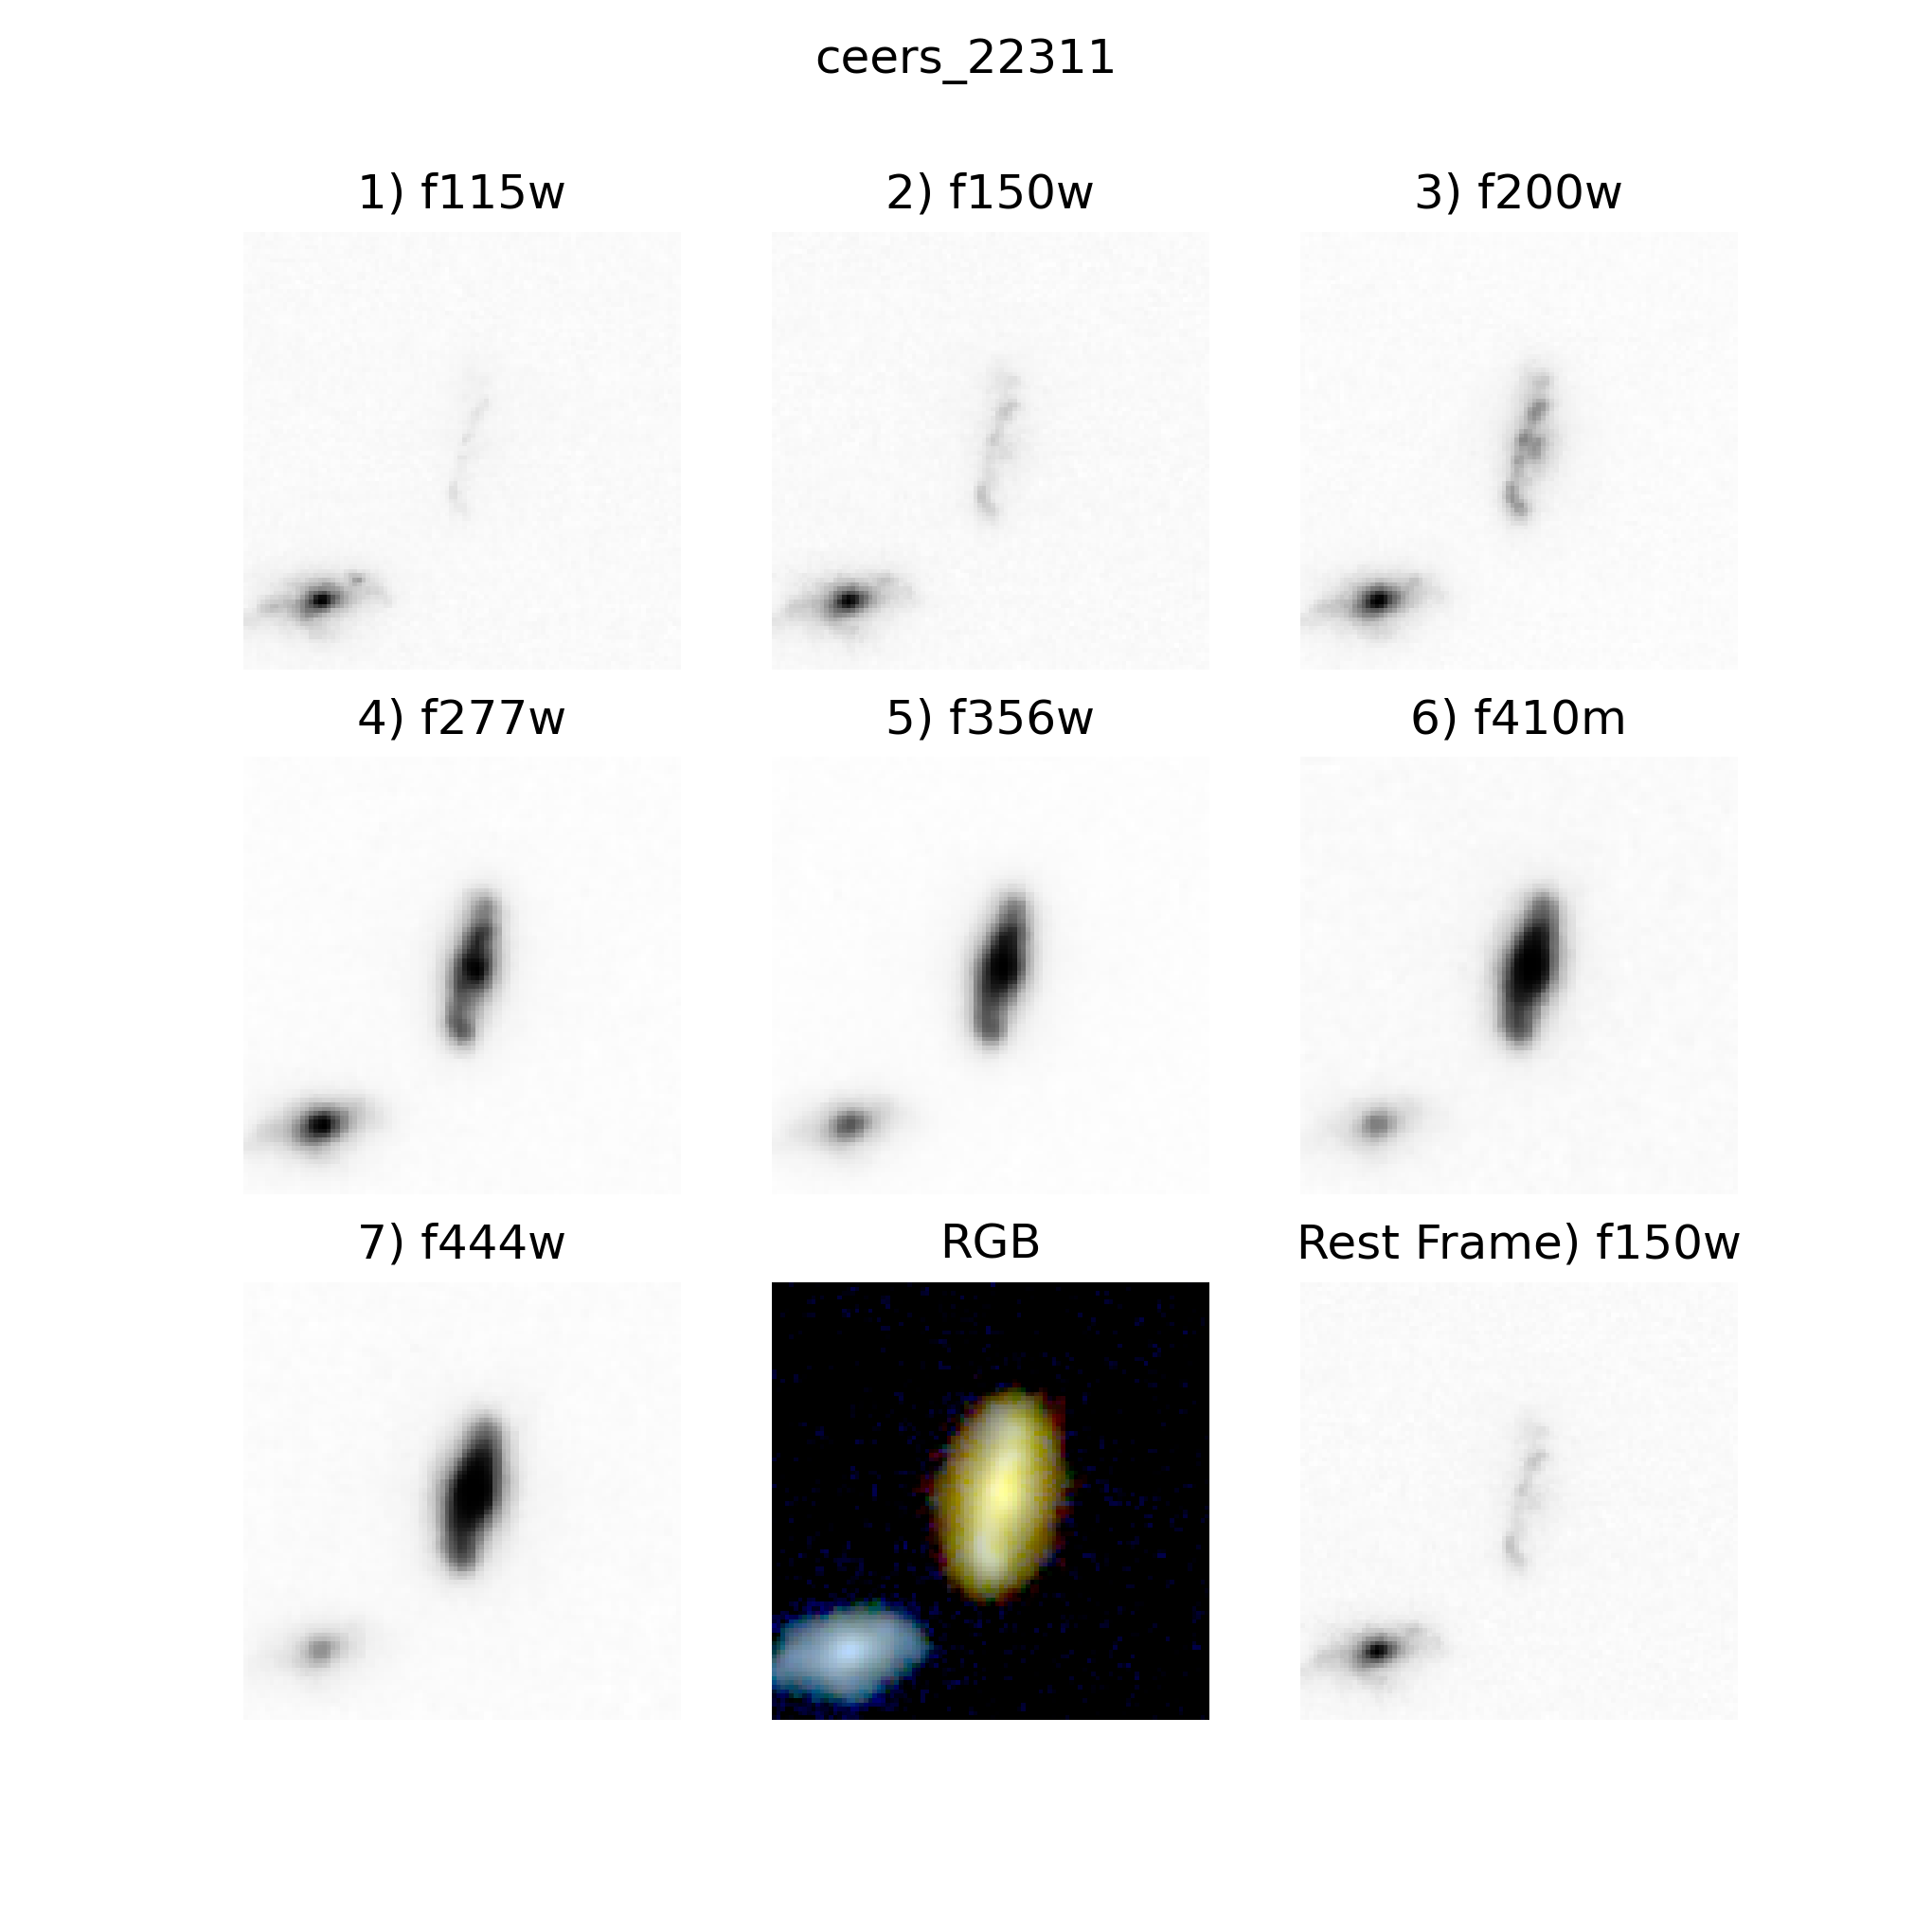 ceers_22311
1) f115w
2) f150w
3) f200w
4) f277w
5) f356w
6) f410m
7) f444w
RGB
Rest Frame) f150w